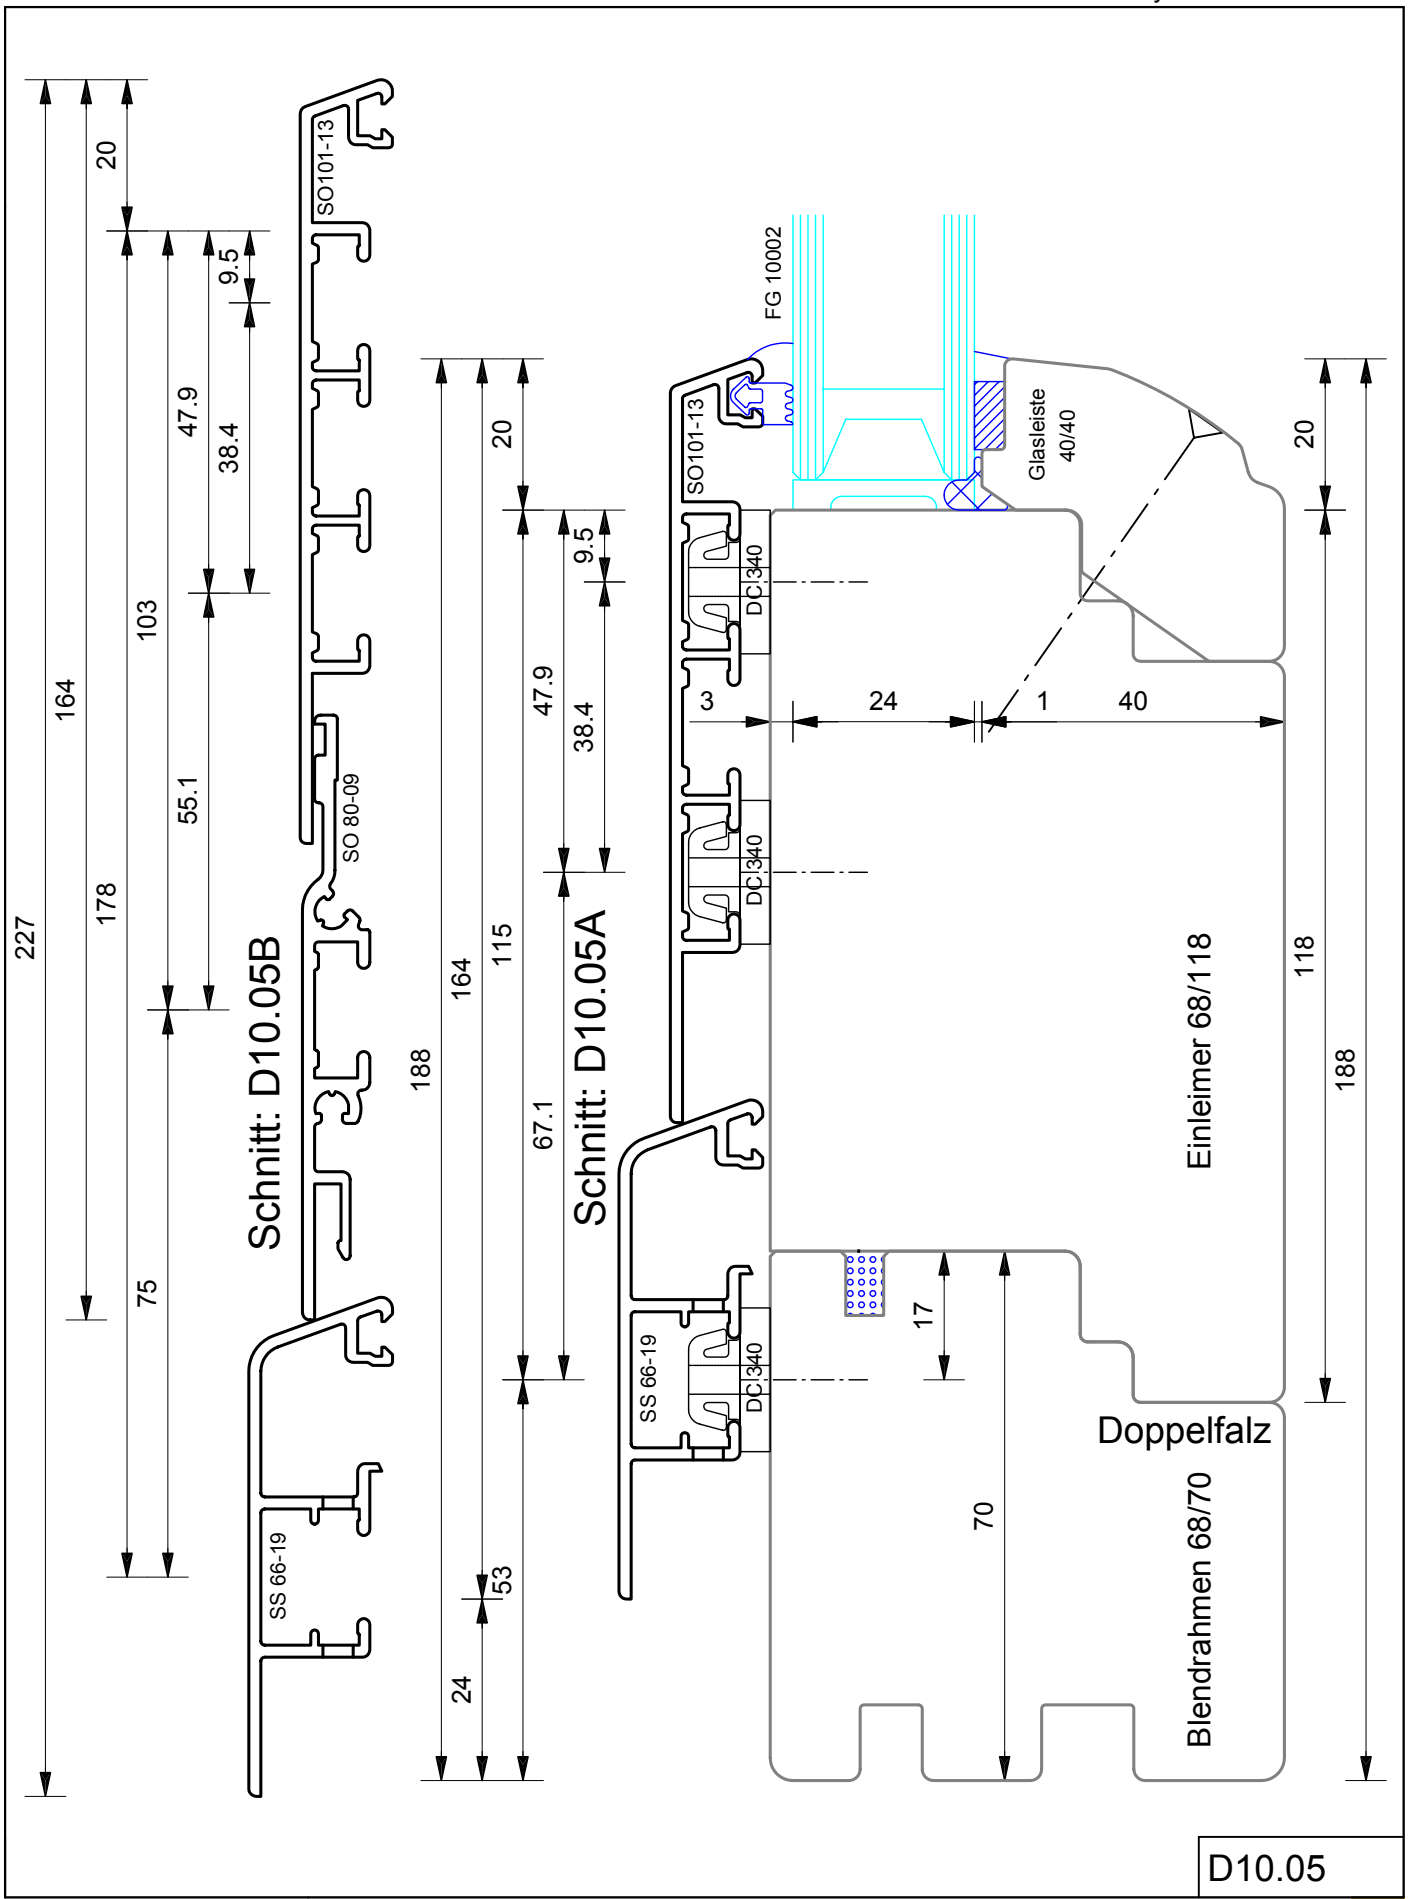 20
SO101-13
9.5
47.9
38.4
103
164
55.1
178
SO 80-09
227
Schnitt: D10.05B
75
SS 66-19
FG 10002
20
SO101-13
9.5
DC 340
47.9
38.4
DC 340
115
164
188
Schnitt: D10.05A
67.1
SS 66-19
DC 340
53
24
Glasleiste
40/40
20
3
24
1
40
Einleimer 68/118
118
188
17
Doppelfalz
70
Blendrahmen 68/70
D10.05